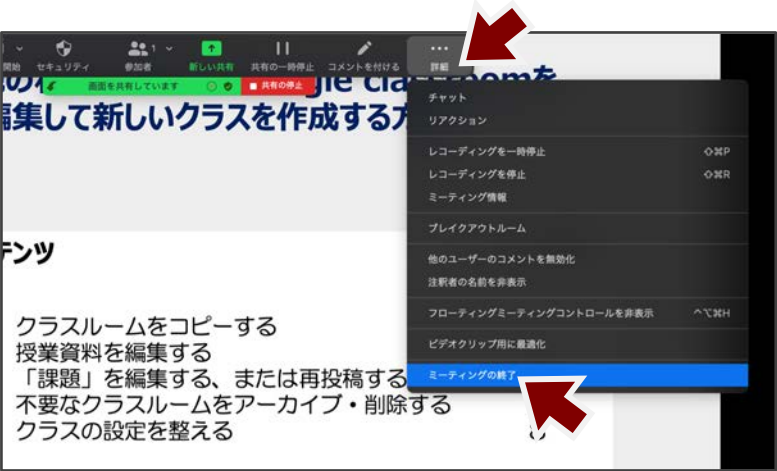 開始 セキュリティ 参加者 1 新しい共有 共有の一時停止 コメントを付ける 詳細
画面を共有しています 共有の停止
編集して新しいクラスを作成する
チャット
リアクション
レコーディングを一時停止 ⇧⌘P
レコーディングを停止 ⇧⌘R
ミーティング情報
ブレイクアウトルーム
他のユーザーのコメントを無効化
注釈者の名前を非表示
フローティングミーティングコントロールを非表示 ^⌥⌘H
ビデオクリップ用に最適化
ミーティングの終了
テンツ
クラスルームをコピーする
授業資料を編集する
「課題」を編集する、または再投稿する
不要なクラスルームをアーカイブ・削除する
クラスの設定を整える